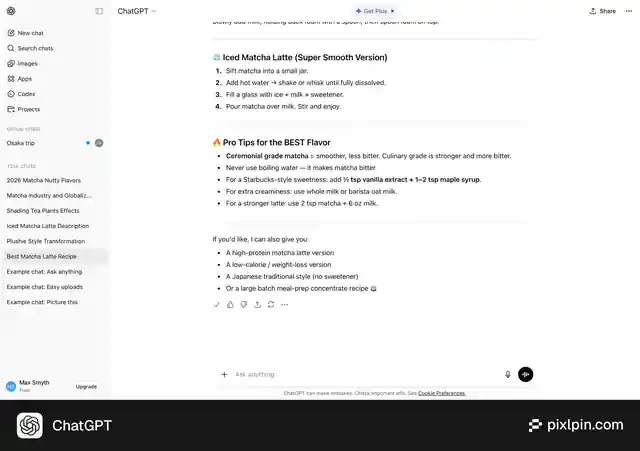 ChatGPT
Get Plus
Share
New chat
Search chats
Images
Apps
Codex
Projects
Group chats
Osaka trip
Your chats
2026 Matcha Nutty Flavors
Matcha Industry and Globaliz...
Shading Tea Plants Effects
Iced Matcha Latte Description
Plushie Style Transformation
Best Matcha Latte Recipe
Example chat: Ask anything
Example chat: Easy uploads
Example chat: Picture this
Max Smyth
Free
Upgrade
Slowly add milk, holding back foam with a spoon, then spoon foam on top.
Iced Matcha Latte (Super Smooth Version)
1. Sift matcha into a small jar.
2. Add hot water → shake or whisk until fully dissolved.
3. Fill a glass with ice + milk + sweetener.
4. Pour matcha over milk. Stir and enjoy.
🔥 Pro Tips for the BEST Flavor
• Ceremonial grade matcha = smoother, less bitter. Culinary grade is stronger and more bitter.
• Never use boiling water — it makes matcha bitter
• For a Starbucks-style sweetness: add ½ tsp vanilla extract + 1–2 tsp maple syrup.
• For extra creaminess: use whole milk or barista oat milk.
• For a stronger latte: use 2 tsp matcha + 6 oz milk.
If you'd like, I can also give you:
• A high-protein matcha latte version
• A low-calorie / weight-loss version
• A Japanese traditional style (no sweetener)
• Or a large batch meal-prep concentrate recipe
Ask anything
ChatGPT can make mistakes. Check important info. See Cookie Preferences.
ChatGPT
pixlpin.com